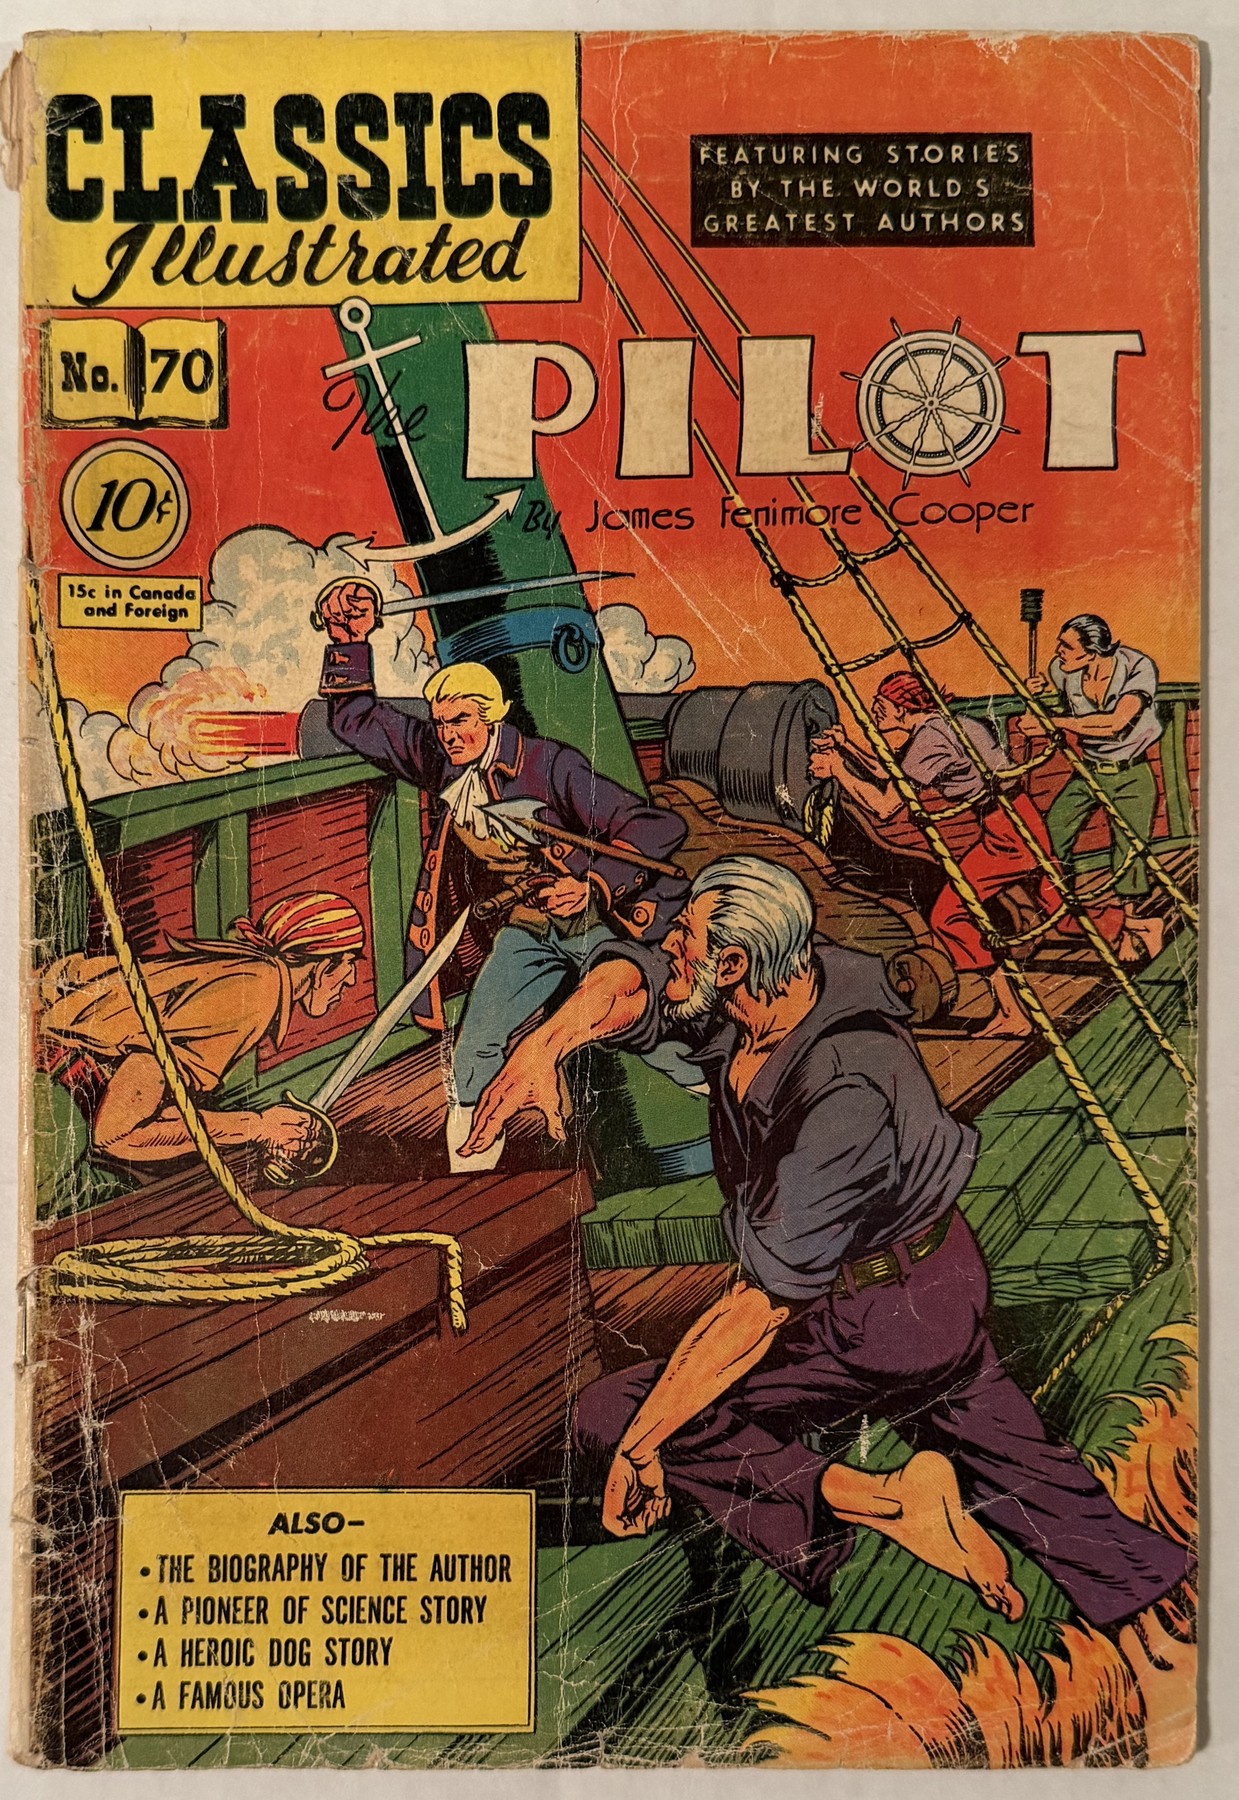 CLASSICS
Illustrated
No. 70
10¢
15c in Canada
and Foreign
FEATURING STORIES
BY THE WORLD'S
GREATEST AUTHORS
The PILOT
By James Fenimore Cooper
ALSO-
• THE BIOGRAPHY OF THE AUTHOR
• A PIONEER OF SCIENCE STORY
• A HEROIC DOG STORY
• A FAMOUS OPERA